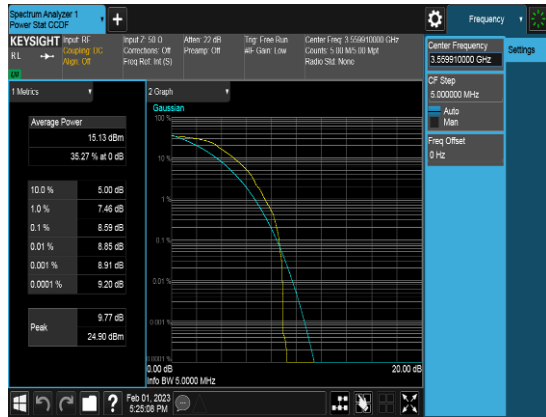 Spectrum Analyzer 1
Power Stat CCDF
Frequency
KEYSIGHT
RL
Input: RF
Coupling: DC
Align: Off
Input Z: 50 Ω
Corrections: Off
Freq Ref: Int (S)
Atten: 22 dB
Preamp: Off
Trig: Free Run
#IF Gain: Low
Center Freq: 3.559910000 GHz
Counts: 5.00 M/5.00 Mpt
Radio Std: None
Center Frequency
3.559910000 GHz
Settings
CF Step
5.000000 MHz
Auto
Man
Freq Offset
0 Hz
1 Metrics
Average Power
15.13 dBm
35.27 % at 0 dB
10.0 % 5.00 dB
1.0 % 7.46 dB
0.1 % 8.59 dB
0.01 % 8.85 dB
0.001 % 8.91 dB
0.0001 % 9.20 dB
Peak
9.77 dB
24.90 dBm
2 Graph
Gaussian
100 %
10 %
1 %
0.1 %
0.01 %
0.001 %
0.0001 %
0.00 dB
20.00 dB
Info BW 5.0000 MHz
Feb 01, 2023
5:25:08 PM